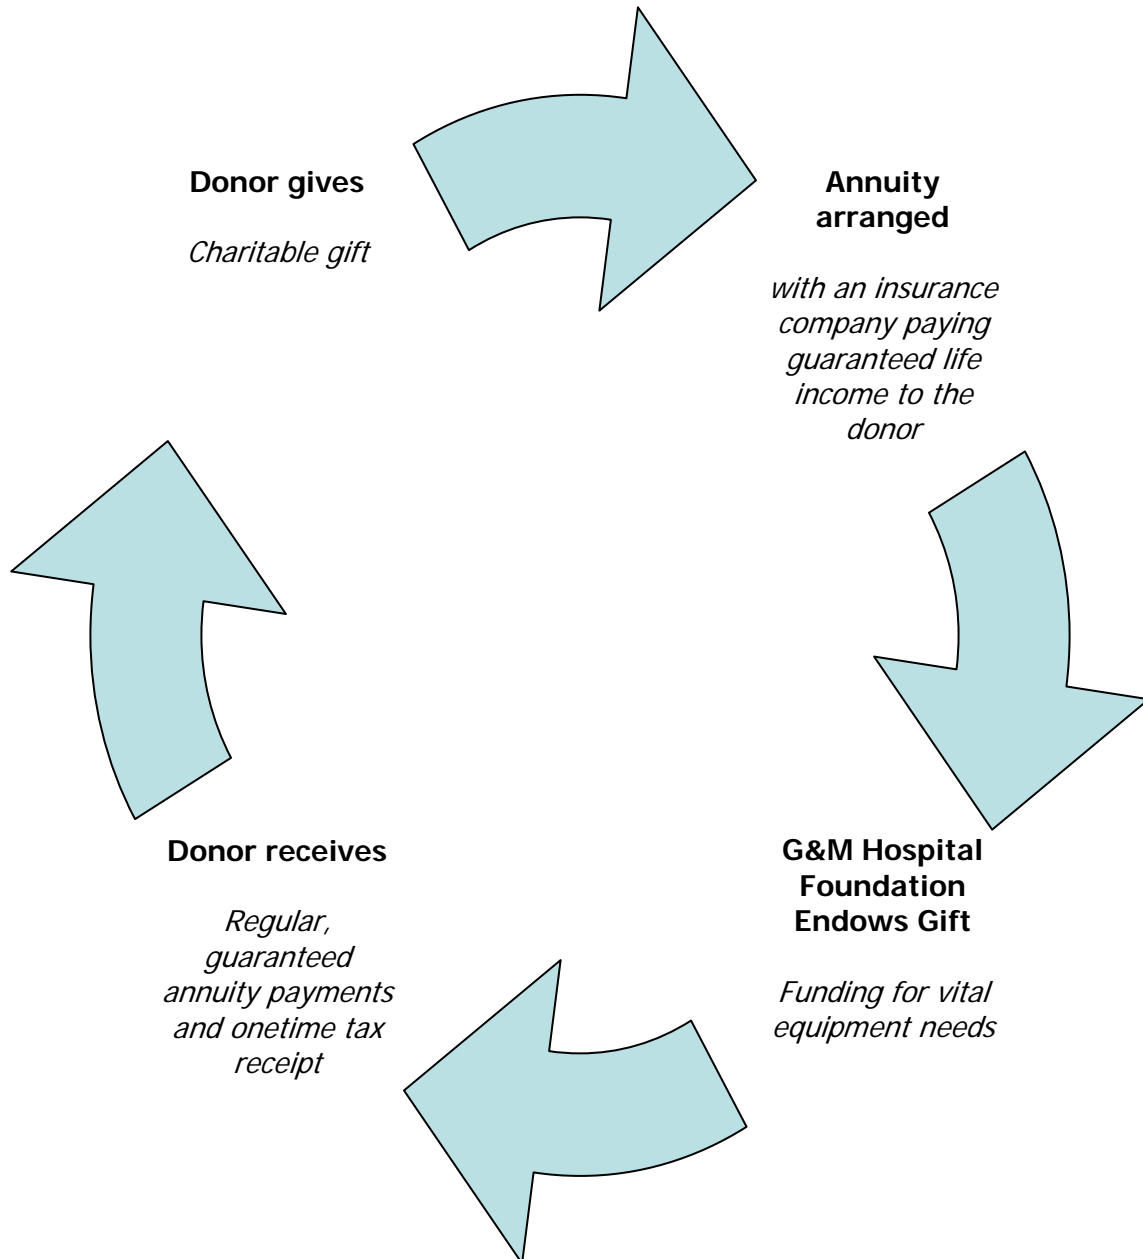 Donor gives
Charitable gift
Annuity
arranged
with an insurance
company paying
guaranteed life
income to the
donor
G&M Hospital
Foundation
Endows Gift
Funding for vital
equipment needs
Donor receives
Regular,
guaranteed
annuity payments
and onetime tax
receipt